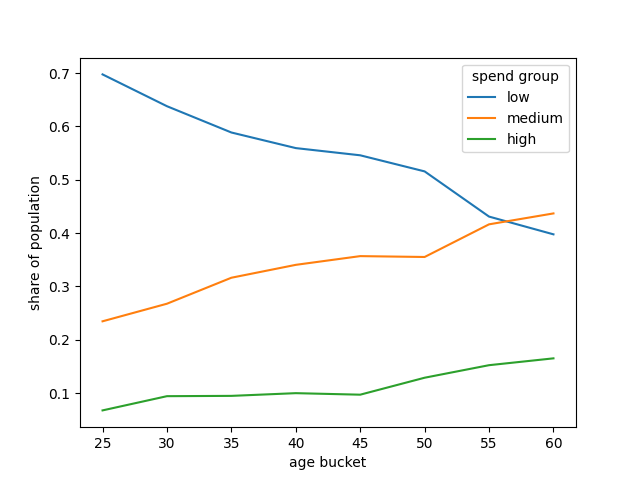 spend group
low
medium
high
0.7
0.6
0.5
0.4
0.3
0.2
0.1
share of population
25 30 35 40 45 50 55 60
age bucket